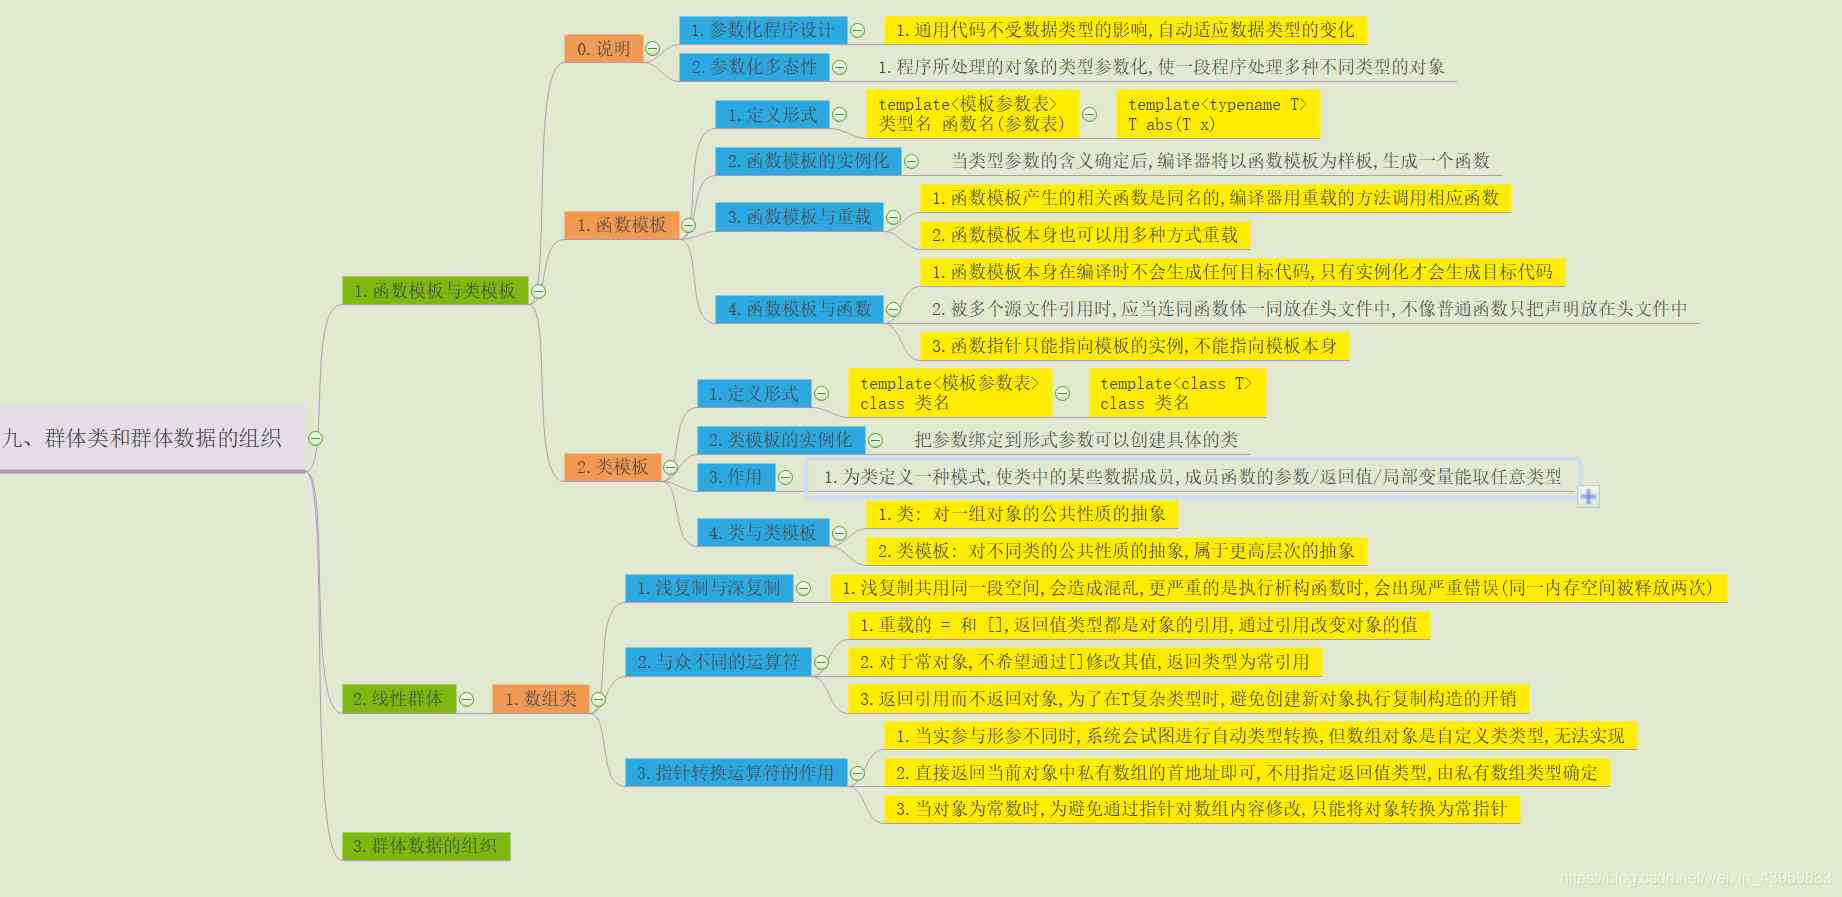 九、群体类和群体数据的组织
1.函数模板与类模板
0.说明
1.参数化程序设计
1.通用代码不受数据类型的影响,自动适应数据类型的变化
2.参数化多态性
1.程序所处理的对象的类型参数化,使一段程序处理多种不同类型的对象
1.函数模板
1.定义形式
template<模板参数表>
类型名 函数名(参数表)
template<typename T>
T abs(T x)
2.函数模板的实例化
当类型参数的含义确定后,编译器将以函数模板为样板,生成一个函数
3.函数模板与重载
1.函数模板产生的相关函数是同名的,编译器用重载的方法调用相应函数
2.函数模板本身也可以用多种方式重载
4.函数模板与函数
1.函数模板本身在编译时不会生成任何目标代码,只有实例化才会生成目标代码
2.被多个源文件引用时,应当连同函数体一同放在头文件中,不像普通函数只把声明放在头文件中
3.函数指针只能指向模板的实例,不能指向模板本身
2.类模板
1.定义形式
template<模板参数表>
class 类名
template<class T>
class 类名
2.类模板的实例化
把参数绑定到形式参数可以创建具体的类
3.作用
1.为类定义一种模式,使类中的某些数据成员,成员函数的参数/返回值/局部变量能取任意类型
4.类与类模板
1.类: 对一组对象的公共性质的抽象
2.类模板: 对不同类的公共性质的抽象,属于更高层次的抽象
2.线性群体
1.数组类
1.浅复制与深复制
1.浅复制共用同一段空间,会造成混乱,更严重的是执行析构函数时,会出现严重错误(同一内存空间被释放两次)
2.与众不同的运算符
1.重载的 = 和 [],返回值类型都是对象的引用,通过引用改变对象的值
2.对于常对象,不希望通过[]修改其值,返回类型为常引用
3.返回引用而不返回对象,为了在T复杂类型时,避免创建新对象执行复制构造的开销
3.指针转换运算符的作用
1.当实参与形参不同时,系统会试图进行自动类型转换,但数组对象是自定义类类型,无法实现
2.直接返回当前对象中私有数组的首地址即可,不用指定返回值类型,由私有数组类型确定
3.当对象为常数时,为避免通过指针对数组内容修改,只能将对象转换为常指针
3.群体数据的组织